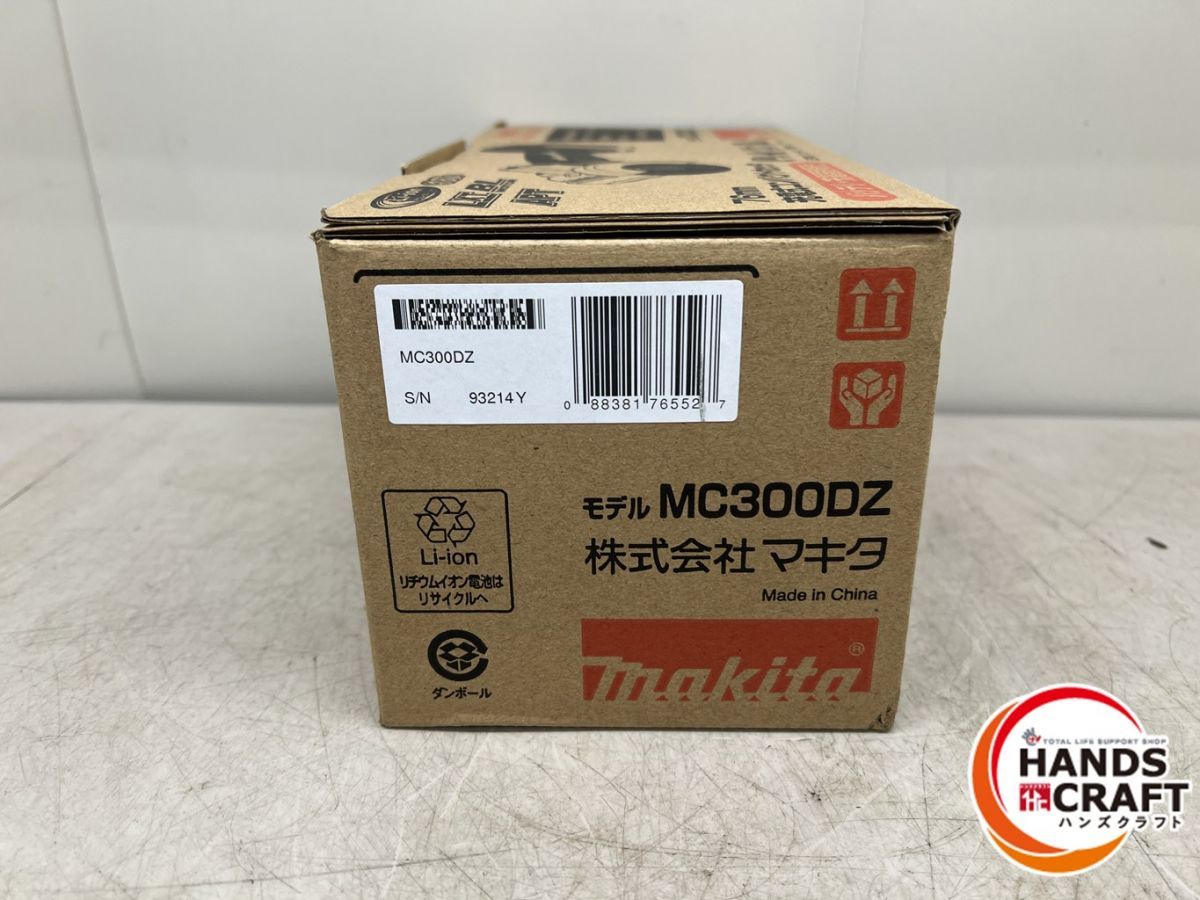 70mm
APT
MC300DZ
S/N 93214Y
0 88381 76552 7
モデル MC300DZ
株式会社 マキタ
Made in China
makita®
Li-ion
リチウムイオン電池は
リサイクルへ
ダンボール
TOTAL LIFE SUPPORT SHOP
HANDS
CRAFT
ハンズクラフト